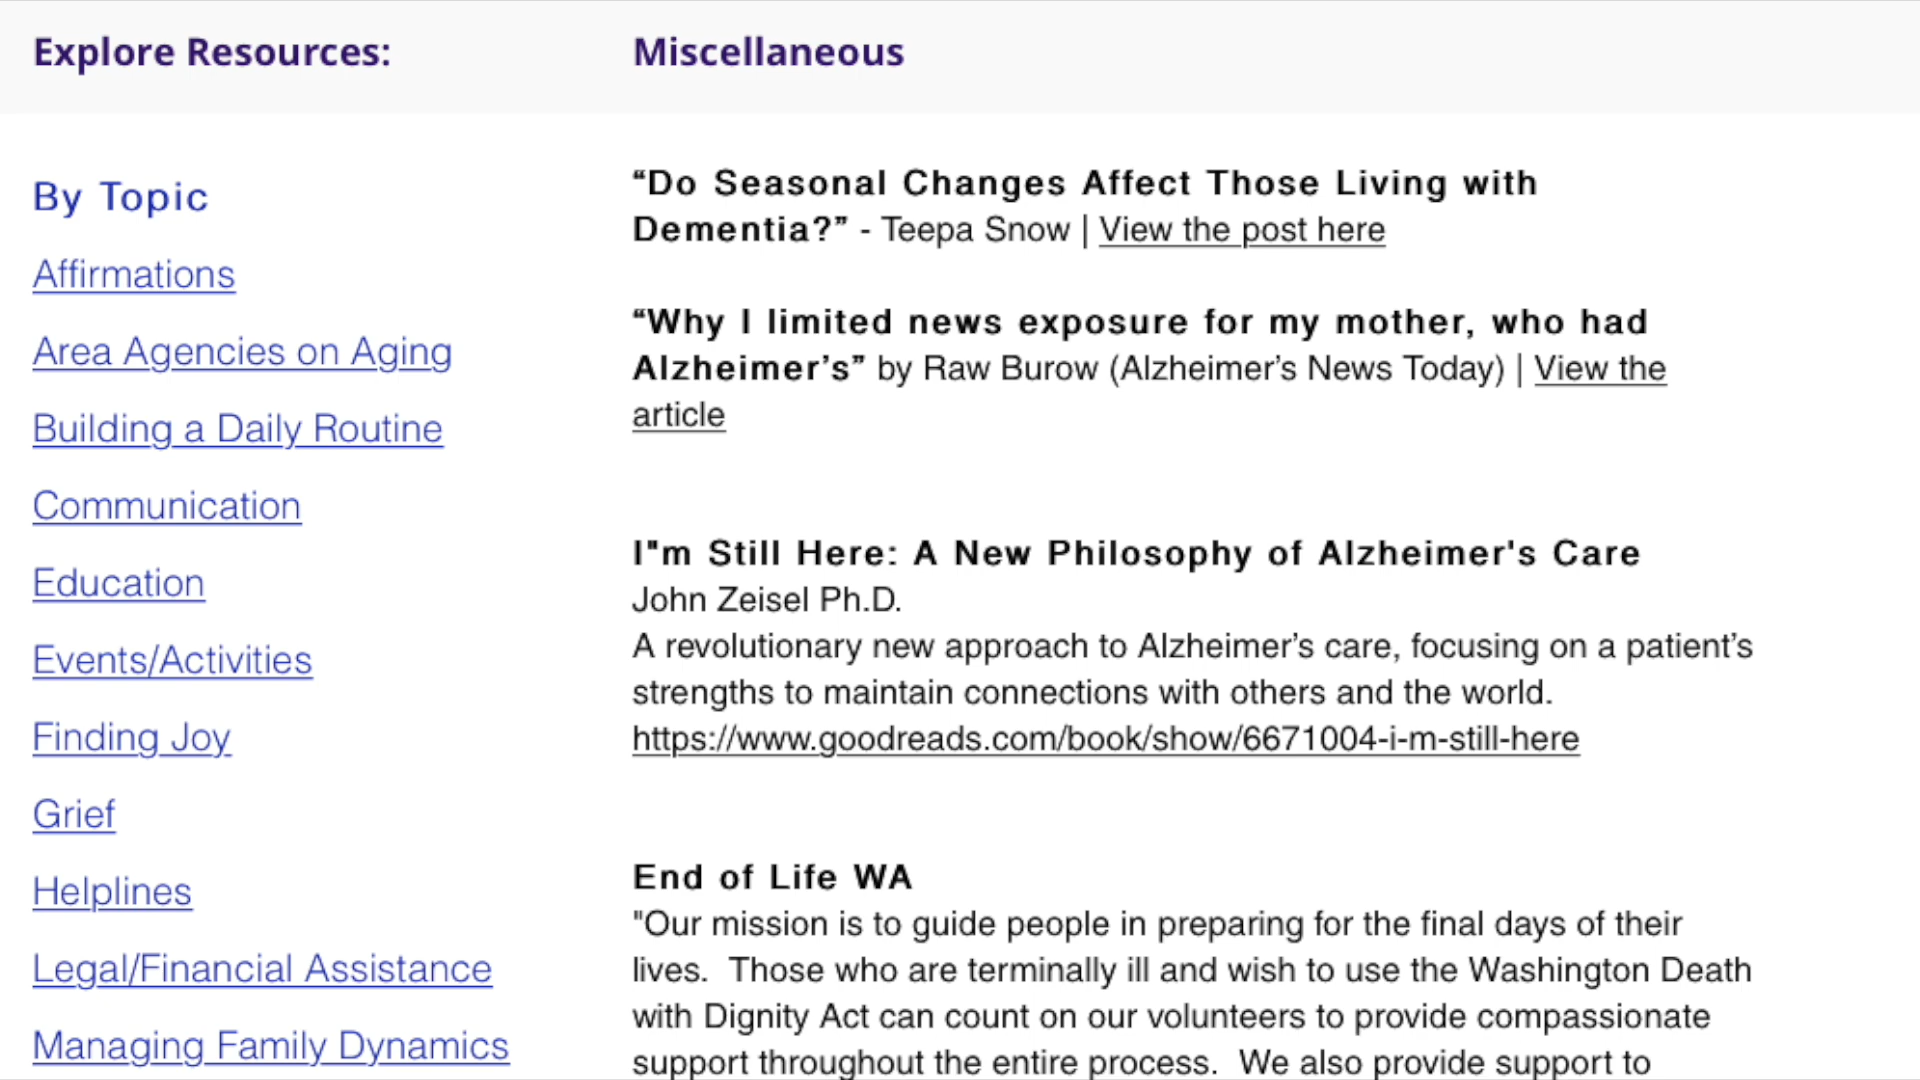 Explore Resources:
Miscellaneous
By Topic
Affirmations
Area Agencies on Aging
Building a Daily Routine
Communication
Education
Events/Activities
Finding Joy
Grief
Helplines
Legal/Financial Assistance
Managing Family Dynamics
“Do Seasonal Changes Affect Those Living with
Dementia?” - Teepa Snow | View the post here
“Why I limited news exposure for my mother, who had
Alzheimer’s” by Raw Burow (Alzheimer’s News Today) | View the
article
I"m Still Here: A New Philosophy of Alzheimer's Care
John Zeisel Ph.D.
A revolutionary new approach to Alzheimer’s care, focusing on a patient’s
strengths to maintain connections with others and the world.
https://www.goodreads.com/book/show/6671004-i-m-still-here
End of Life WA
"Our mission is to guide people in preparing for the final days of their
lives.  Those who are terminally ill and wish to use the Washington Death
with Dignity Act can count on our volunteers to provide compassionate
support throughout the entire process.  We also provide support to